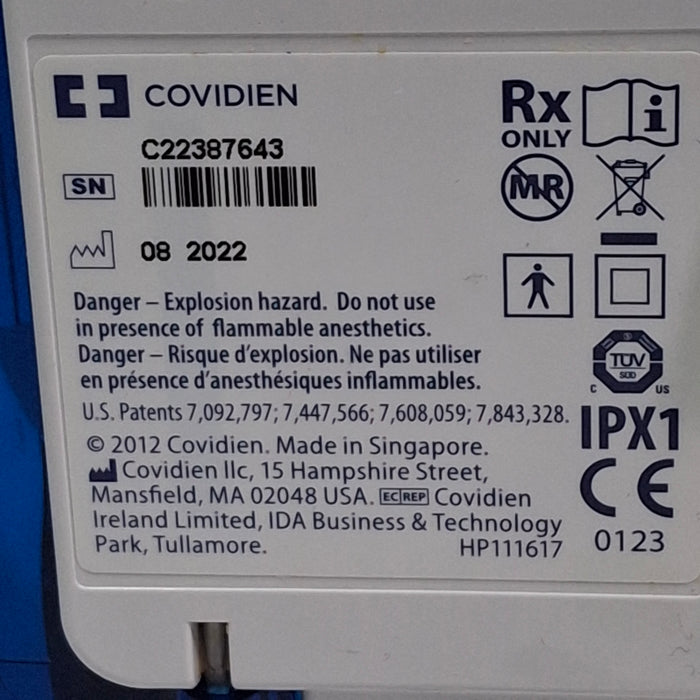 COVIDIEN
C22387643
SN
08 2022
Danger – Explosion hazard. Do not use
in presence of flammable anesthetics.
Danger – Risque d'explosion. Ne pas utiliser
en présence d'anesthésiques inflammables.
U.S. Patents 7,092,797; 7,447,566; 7,608,059; 7,843,328.
© 2012 Covidien. Made in Singapore.
Covidien llc, 15 Hampshire Street,
Mansfield, MA 02048 USA. EC REP Covidien
Ireland Limited, IDA Business & Technology
Park, Tullamore. HP111617
Rx
ONLY
i
MR
TÜV
SÜD
C US
IPX1
CE
0123